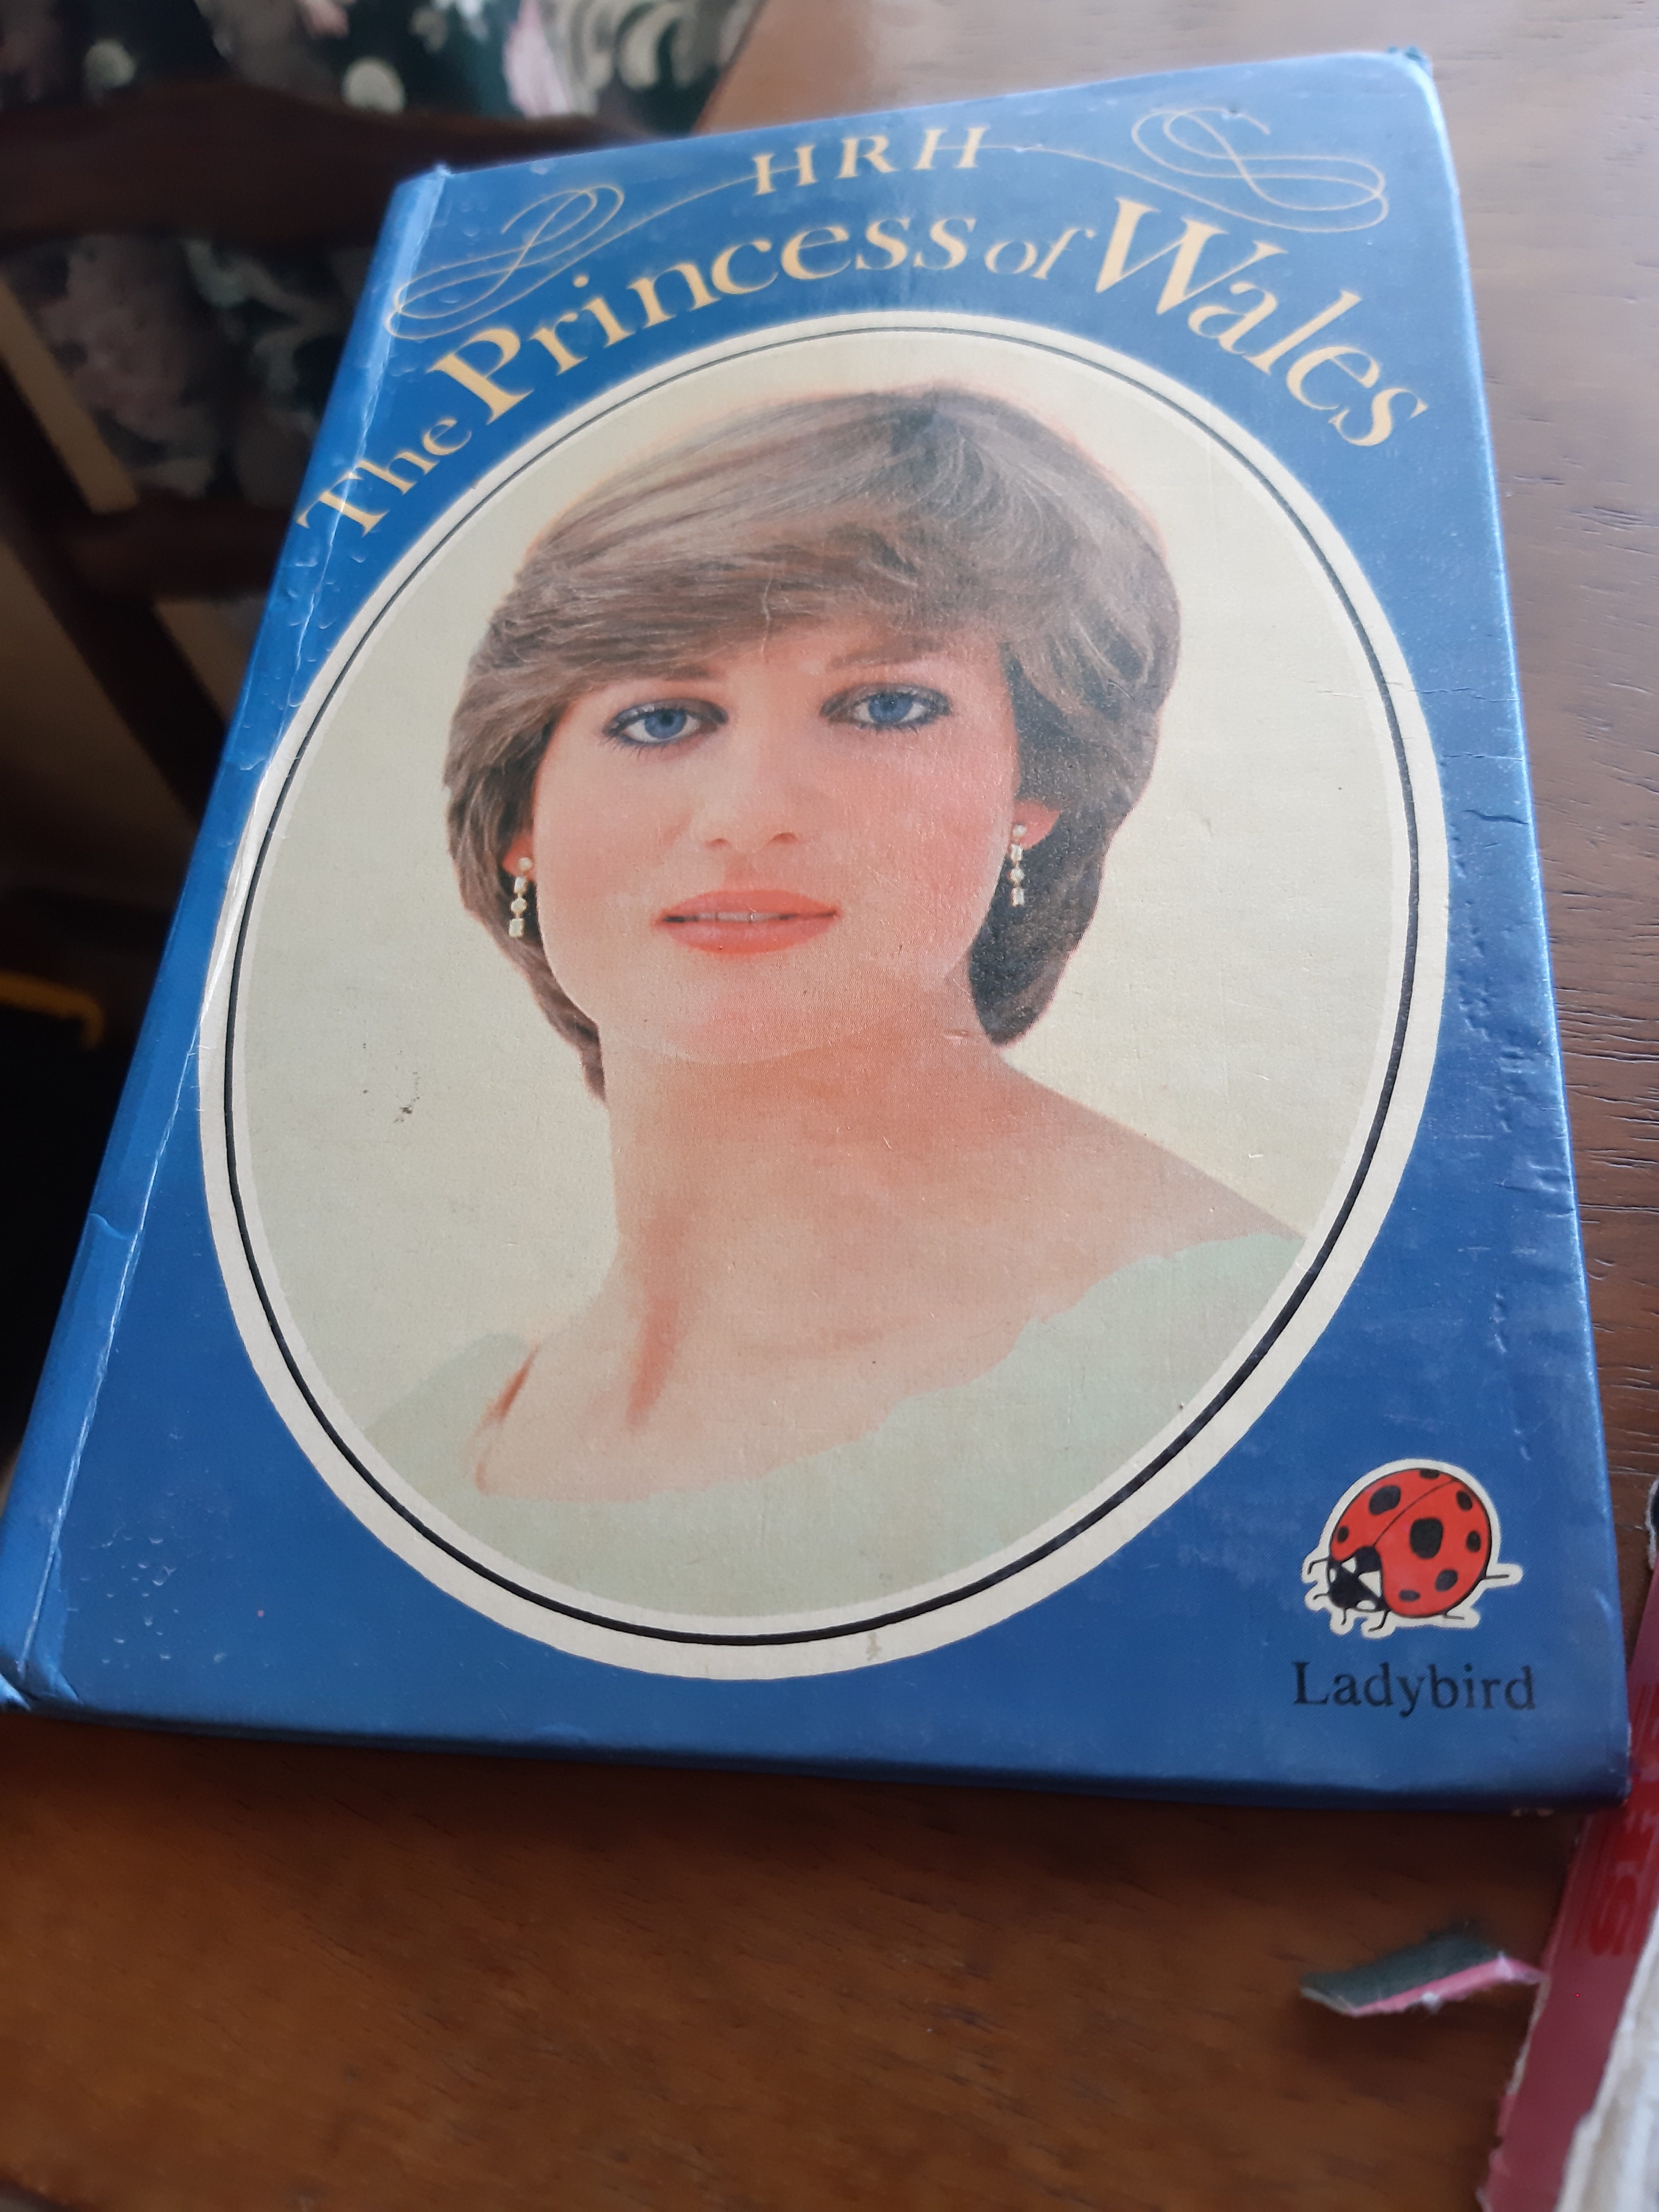 HRH
The Princess of Wales
Ladybird